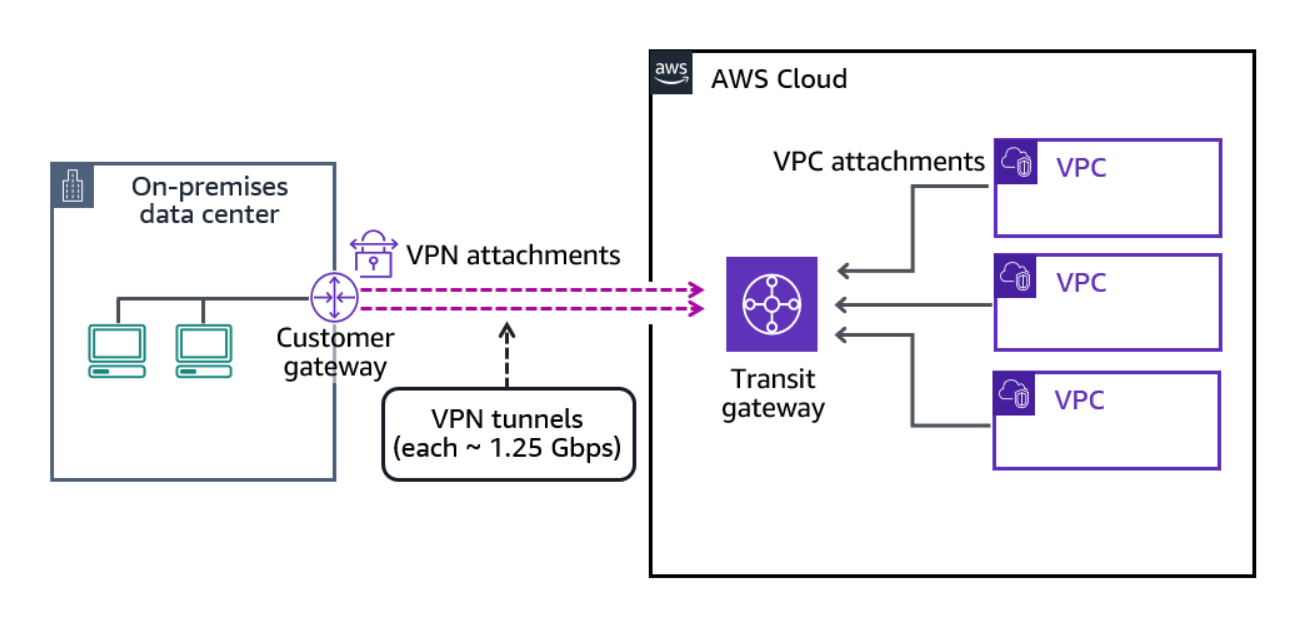 aws
AWS Cloud
VPC attachments
VPC
On-premises
data center
VPN attachments
VPC
Customer
gateway
Transit
gateway
VPN tunnels
(each ~ 1.25 Gbps)
VPC